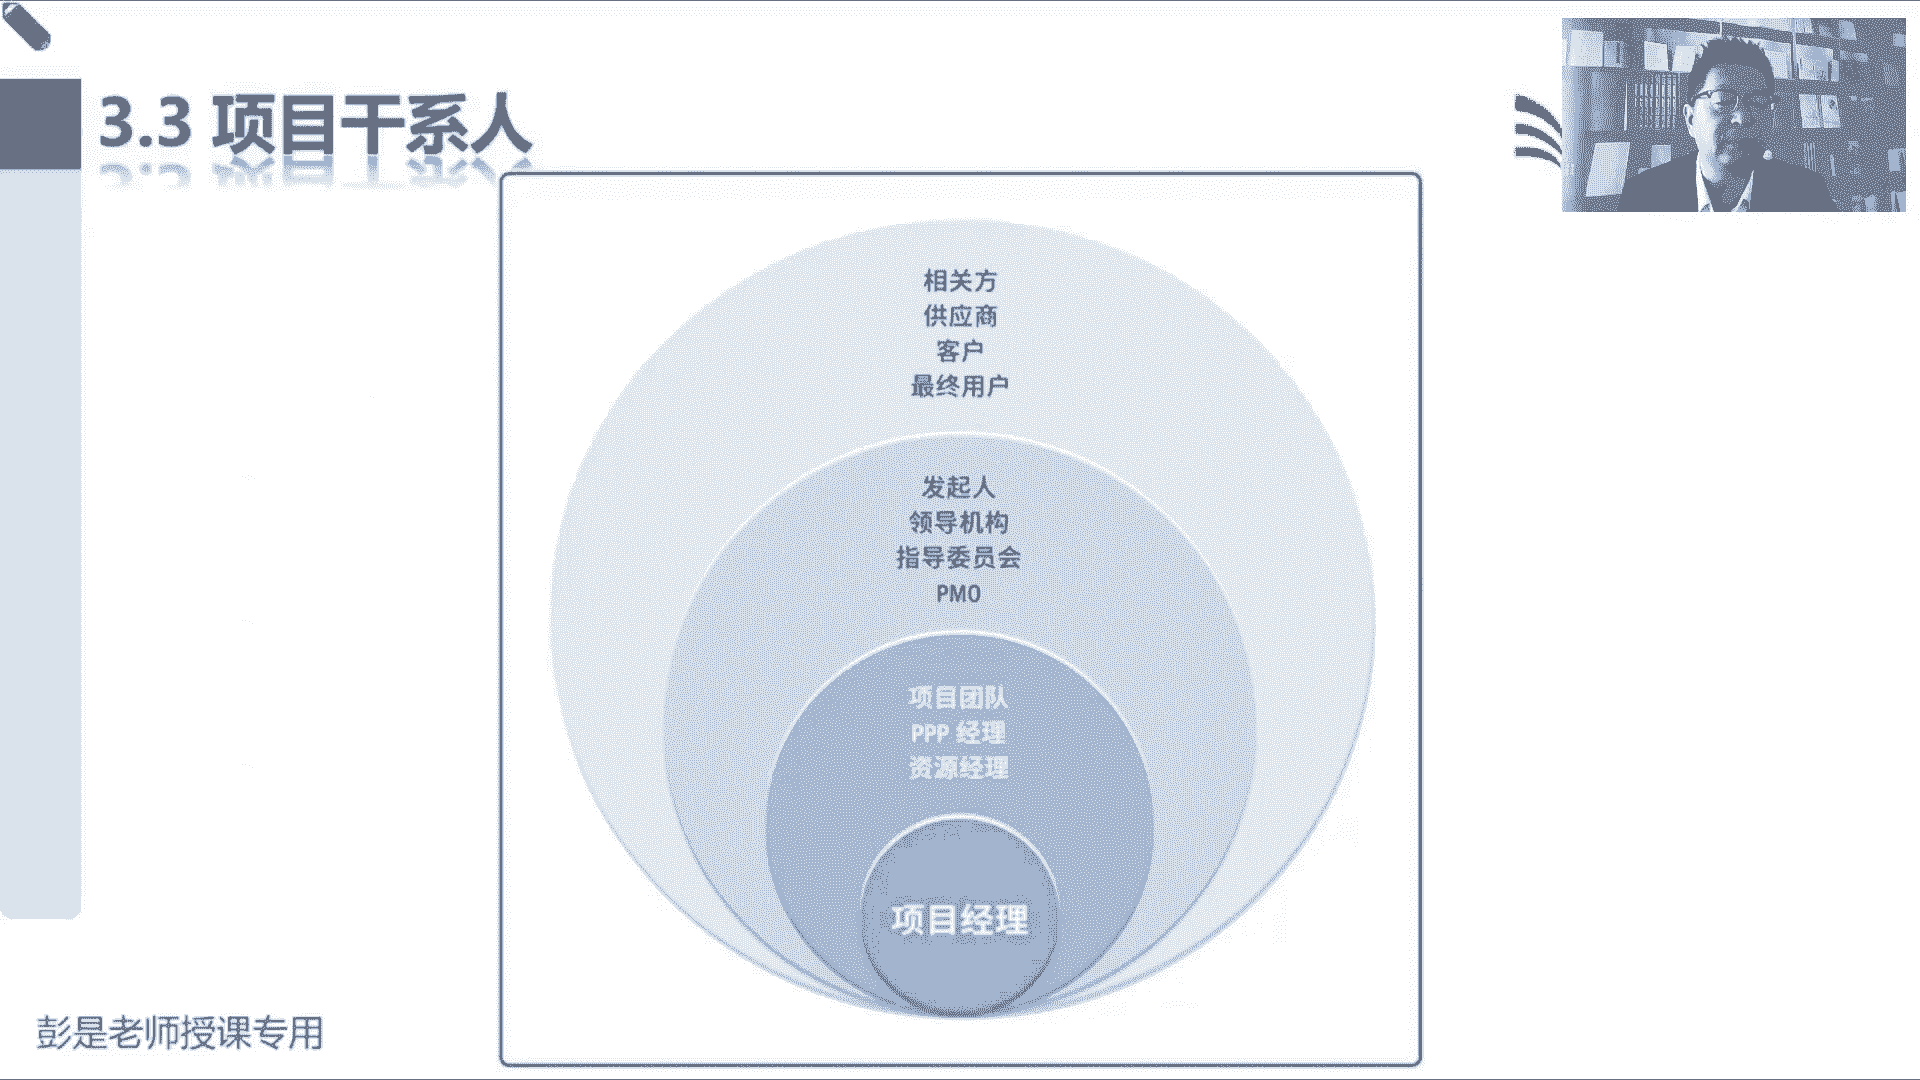 3.3 项目干系人
相关方
供应商
客户
最终用户
发起人
领导机构
指导委员会
PMO
项目团队
PPP 经理
资源经理
项目经理
彭是老师授课专用